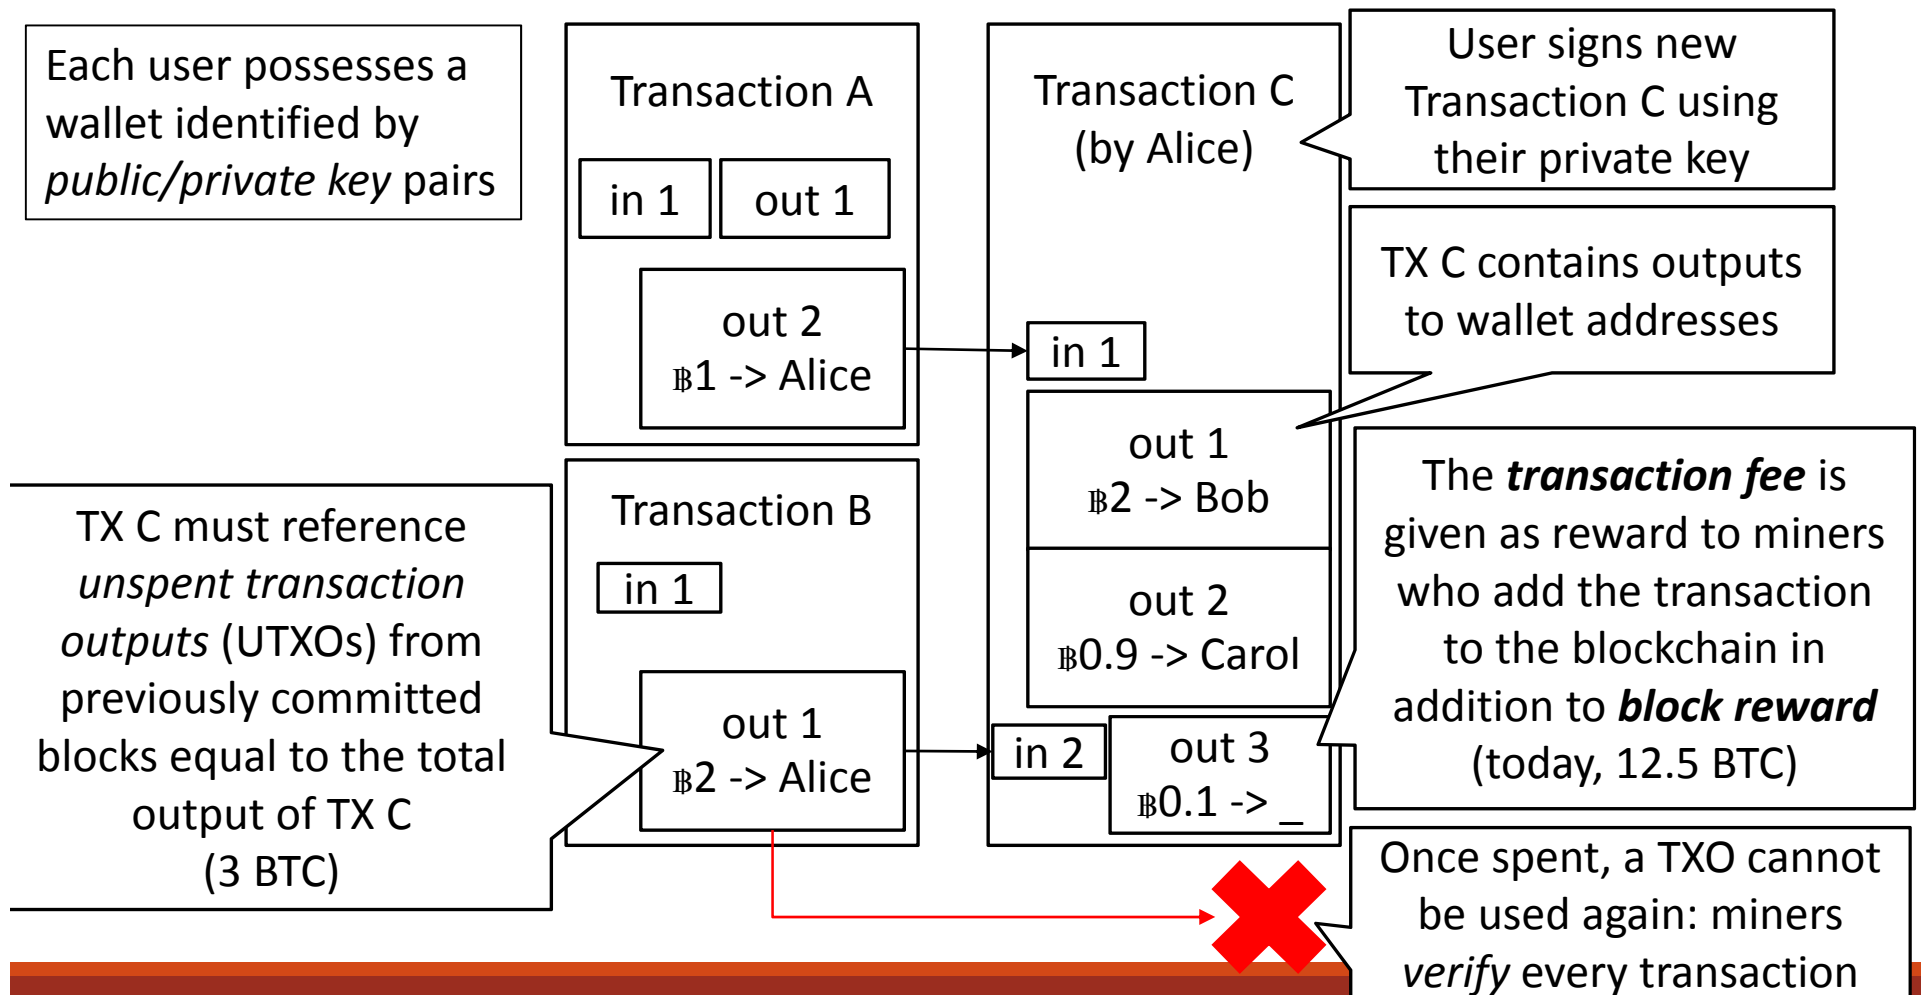 Each user possesses a
wallet identified by
public/private key pairs
Transaction A
in 1
out 1
out 2
฿1 -> Alice
Transaction B
in 1
out 1
฿2 -> Alice
TX C must reference
unspent transaction
outputs (UTXOs) from
previously committed
blocks equal to the total
output of TX C
(3 BTC)
Transaction C
(by Alice)
in 1
out 1
฿2 -> Bob
out 2
฿0.9 -> Carol
in 2
out 3
฿0.1 -> _
User signs new
Transaction C using
their private key
TX C contains outputs
to wallet addresses
The transaction fee is
given as reward to miners
who add the transaction
to the blockchain in
addition to block reward
(today, 12.5 BTC)
Once spent, a TXO cannot
be used again: miners
verify every transaction